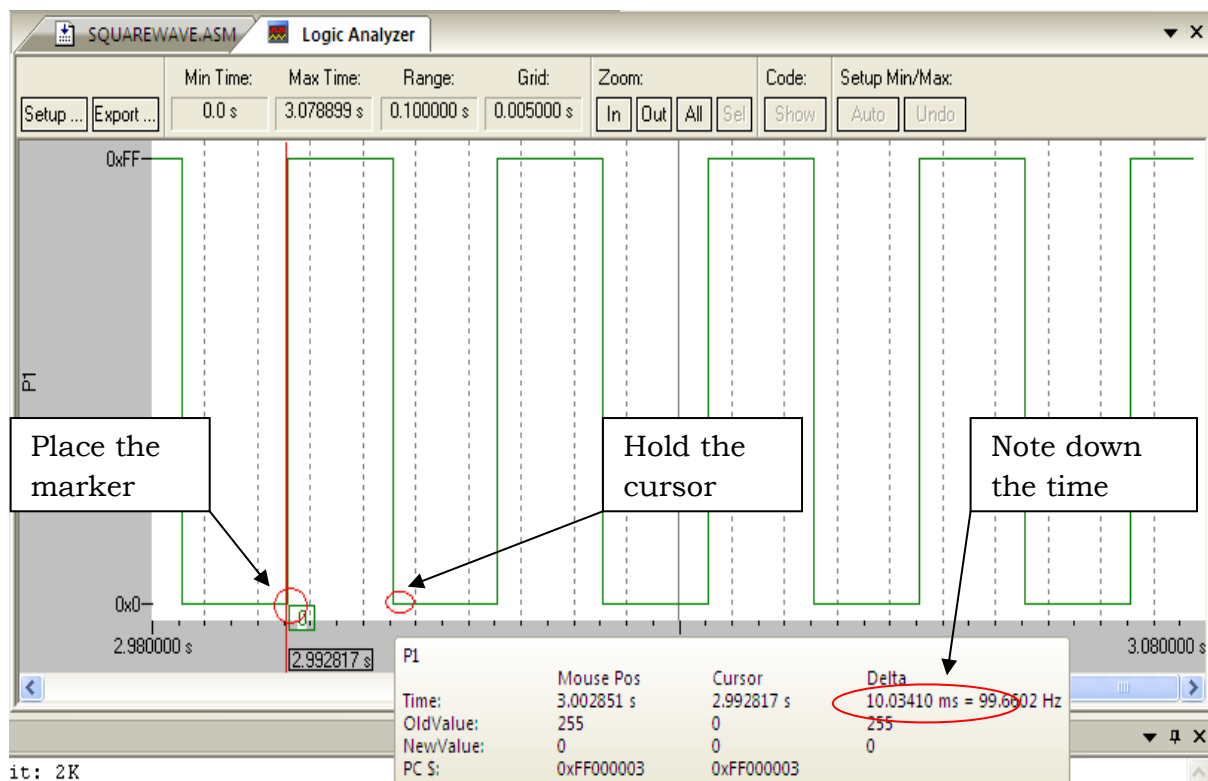 SQUAREWAVE.ASM Logic Analyzer
Min Time: Max Time: Range: Grid: Zoom: Code: Setup Min/Max:
Setup ... Export ... 0.0 s 3.078899 s 0.100000 s 0.005000 s In Out All Sel Show Auto Undo
0xFF
P1
Place the
marker
Hold the
cursor
Note down
the time
0x0
0
2.980000 s
2.992817 s
3.080000 s
P1
Mouse Pos Cursor Delta
Time: 3.002851 s 2.992817 s 10.03410 ms = 99.6602 Hz
OldValue: 255 0 255
NewValue: 0 0 0
PC $: 0xFF000003 0xFF000003
it: 2K